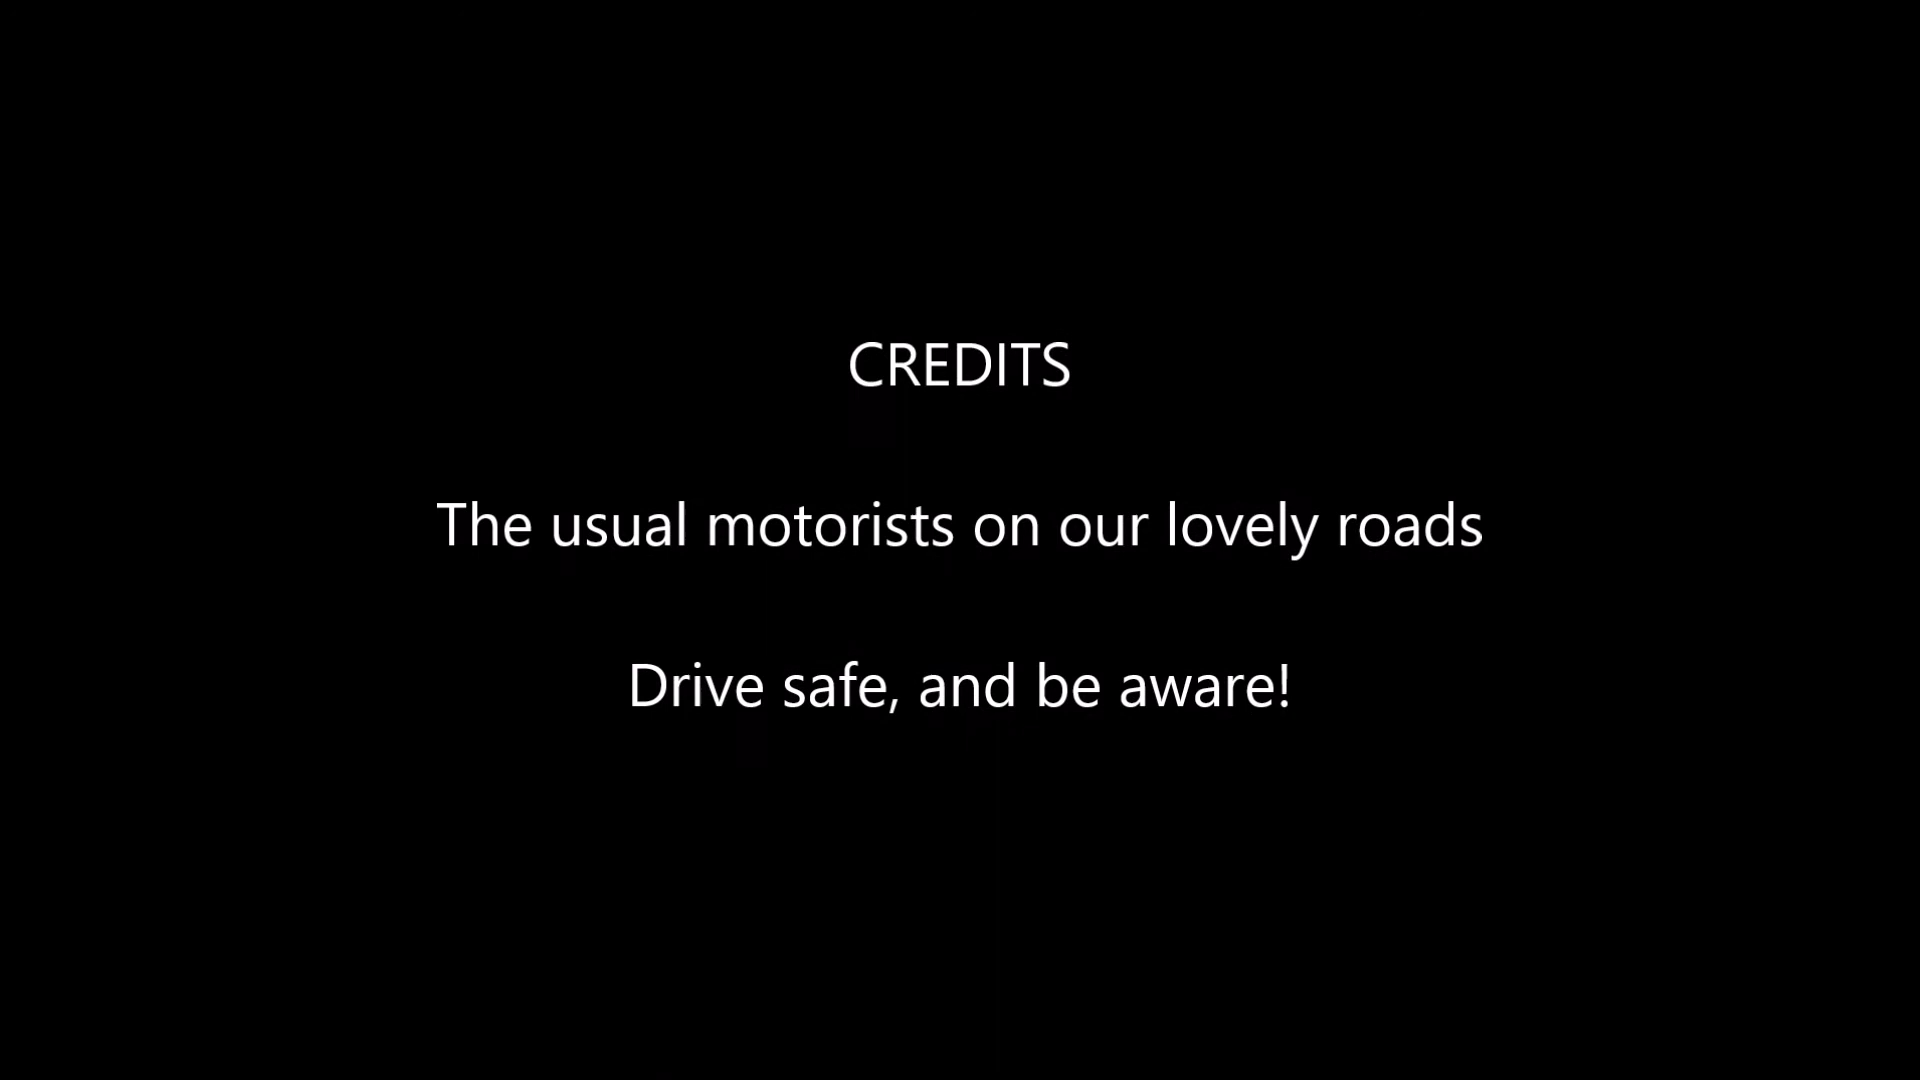 CREDITS
The usual motorists on our lovely roads
Drive safe, and be aware!